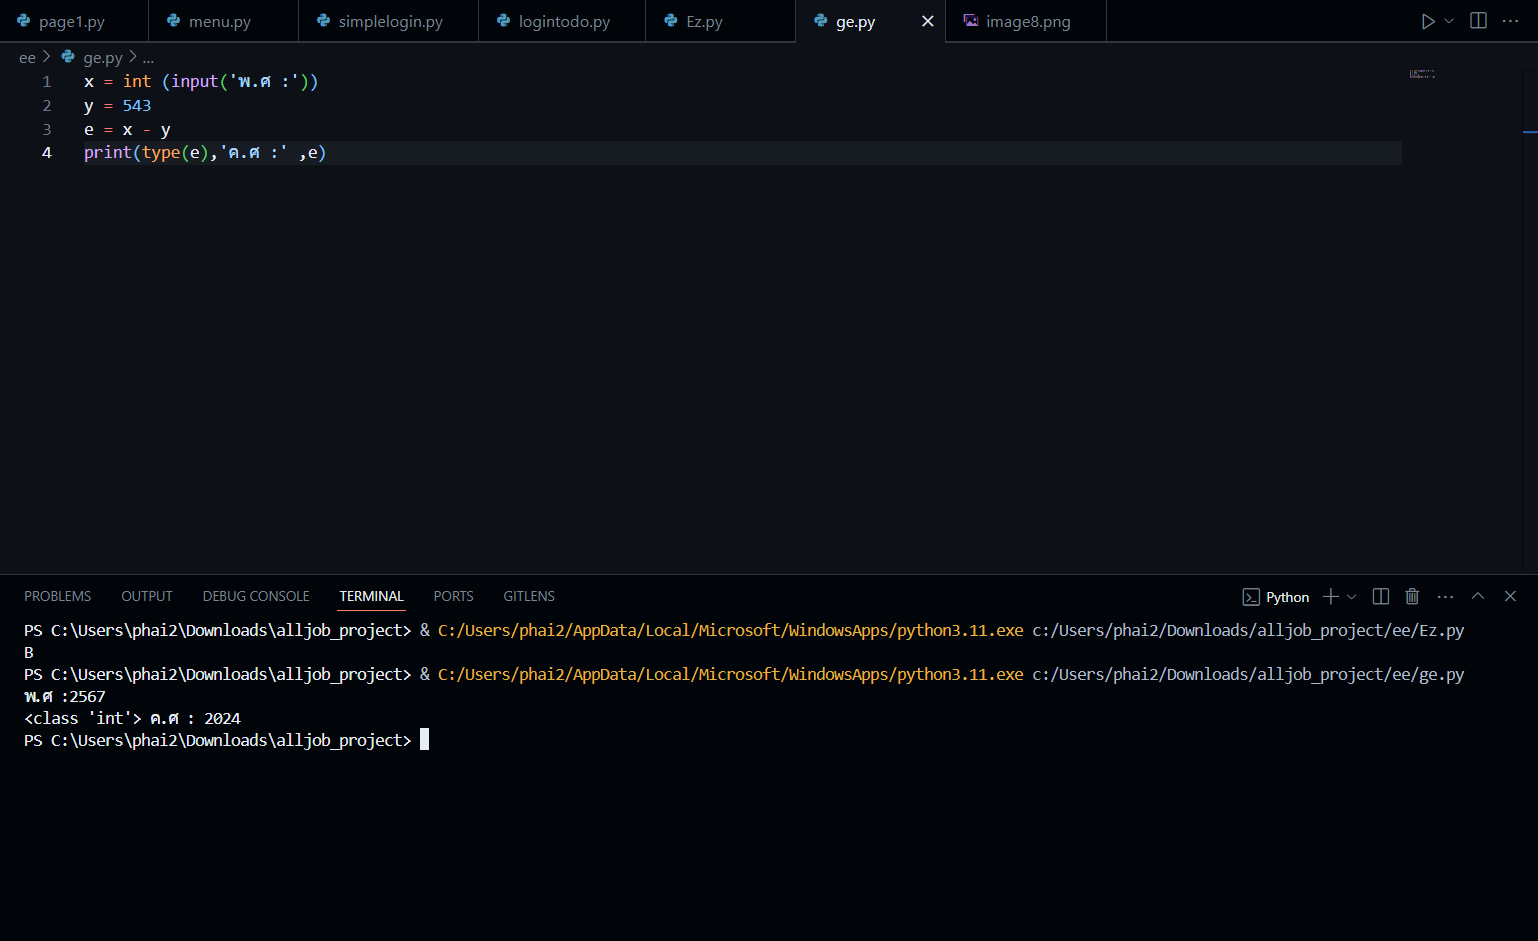 page1.py menu.py simplelogin.py logintodo.py Ez.py ge.py image8.png
ee > ge.py > ...
1 x = int (input('พ.ศ :'))
2 y = 543
3 e = x - y
4 print(type(e),'ค.ศ :' ,e)
PROBLEMS OUTPUT DEBUG CONSOLE TERMINAL PORTS GITLENS Python
PS C:\Users\phai2\Downloads\alljob_project> & C:/Users/phai2/AppData/Local/Microsoft/WindowsApps/python3.11.exe c:/Users/phai2/Downloads/alljob_project/ee/Ez.py
B
PS C:\Users\phai2\Downloads\alljob_project> & C:/Users/phai2/AppData/Local/Microsoft/WindowsApps/python3.11.exe c:/Users/phai2/Downloads/alljob_project/ee/ge.py
พ.ศ :2567
<class 'int'> ค.ศ : 2024
PS C:\Users\phai2\Downloads\alljob_project>